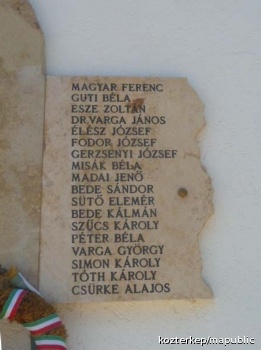 MAGYAR FERENC
GUTI BÉLA
ESZE ZOLTÁN
DR.VARGA JÁNOS
ÉLÉSZ JÓZSEF
FODOR JÓZSEF
GERZSENYI JÓZSEF
MISÁK BÉLA
MÁDAI JENŐ
BEDE SÁNDOR
SÜTŐ ELEMÉR
BEDE KÁLMÁN
SZŰCS KÁROLY
PÉTER BÉLA
VARGA GYÖRGY
SIMON KÁROLY
TÓTH KÁROLY
CSÜRKE ALAJOS
kozterkep/mapublic